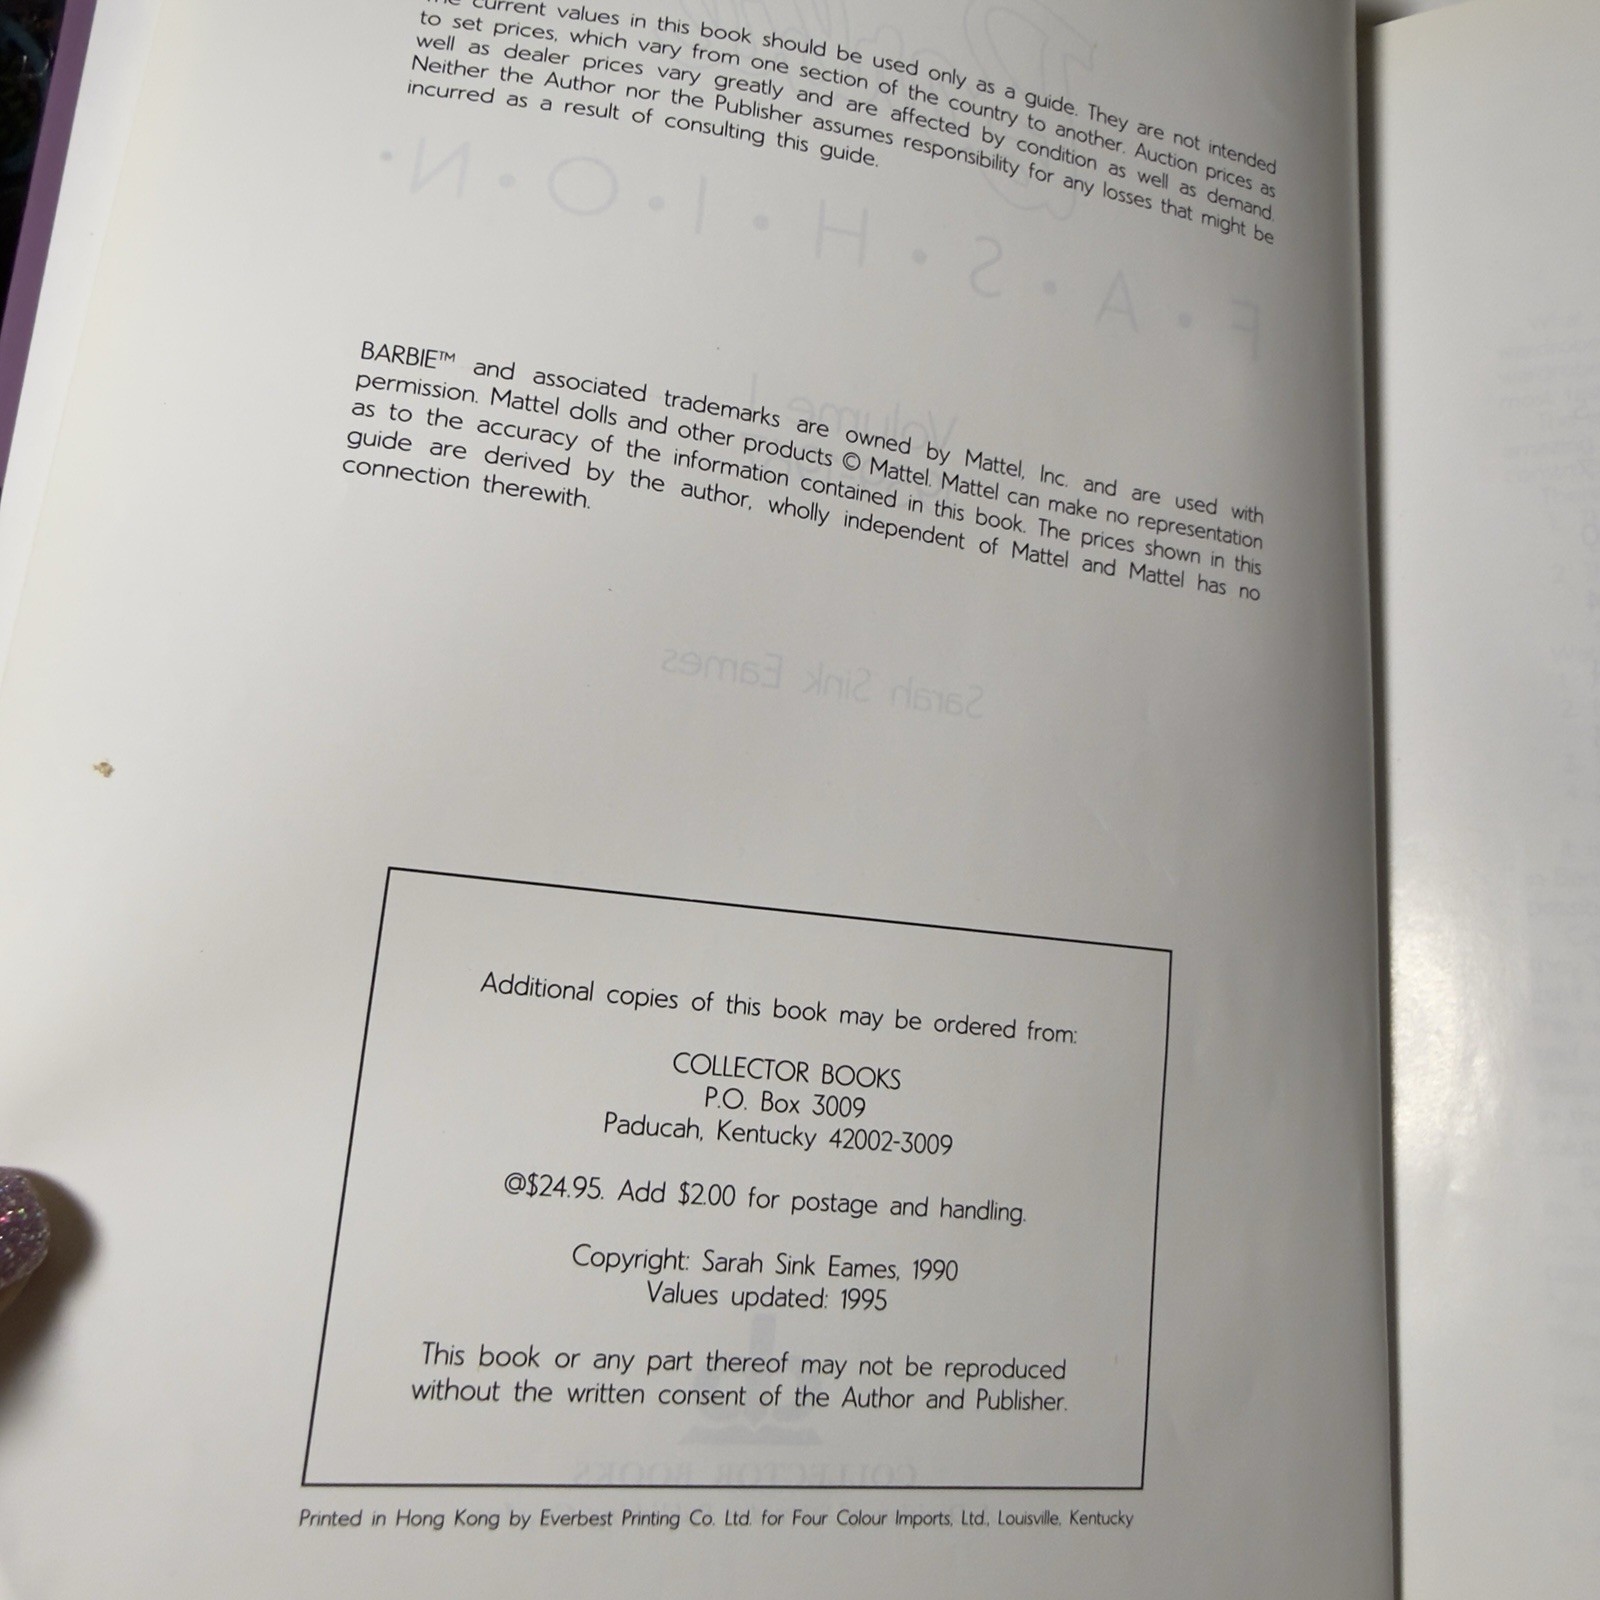 current values in this book should be used only as a guide. They are not intended
to set prices, which vary from one section of the country to another. Auction prices as
well as dealer prices vary greatly and are affected by condition as well as demand.
Neither the Author nor the Publisher assumes responsibility for any losses that might be
incurred as a result of consulting this guide.
F•A•S•H•I•O•N•
BARBIE™ and associated trademarks are owned by Mattel, Inc. and are used with
permission. Mattel dolls and other products © Mattel. Mattel can make no representation
as to the accuracy of the information contained in this book. The prices shown in this
guide are derived by the author, wholly independent of Mattel and Mattel has no
connection therewith.
Volume I
Sarah Sink Eames
Additional copies of this book may be ordered from:
COLLECTOR BOOKS
P.O. Box 3009
Paducah, Kentucky 42002-3009
@$24.95. Add $2.00 for postage and handling.
Copyright: Sarah Sink Eames, 1990
Values updated: 1995
This book or any part thereof may not be reproduced
without the written consent of the Author and Publisher.
COLLECTOR BOOKS
Printed in Hong Kong by Everbest Printing Co. Ltd. for Four Colour Imports, Ltd., Louisville, Kentucky